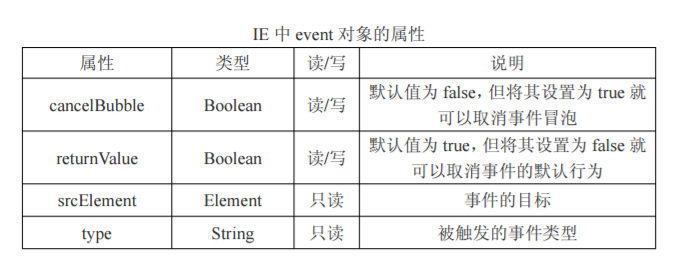 IE 中 event 对象的属性
属性 类型 读/写 说明
cancelBubble Boolean 读/写 默认值为 false，但将其设置为 true 就
可以取消事件冒泡
returnValue Boolean 读/写 默认值为 true，但将其设置为 false 就
可以取消事件的默认行为
srcElement Element 只读 事件的目标
type String 只读 被触发的事件类型